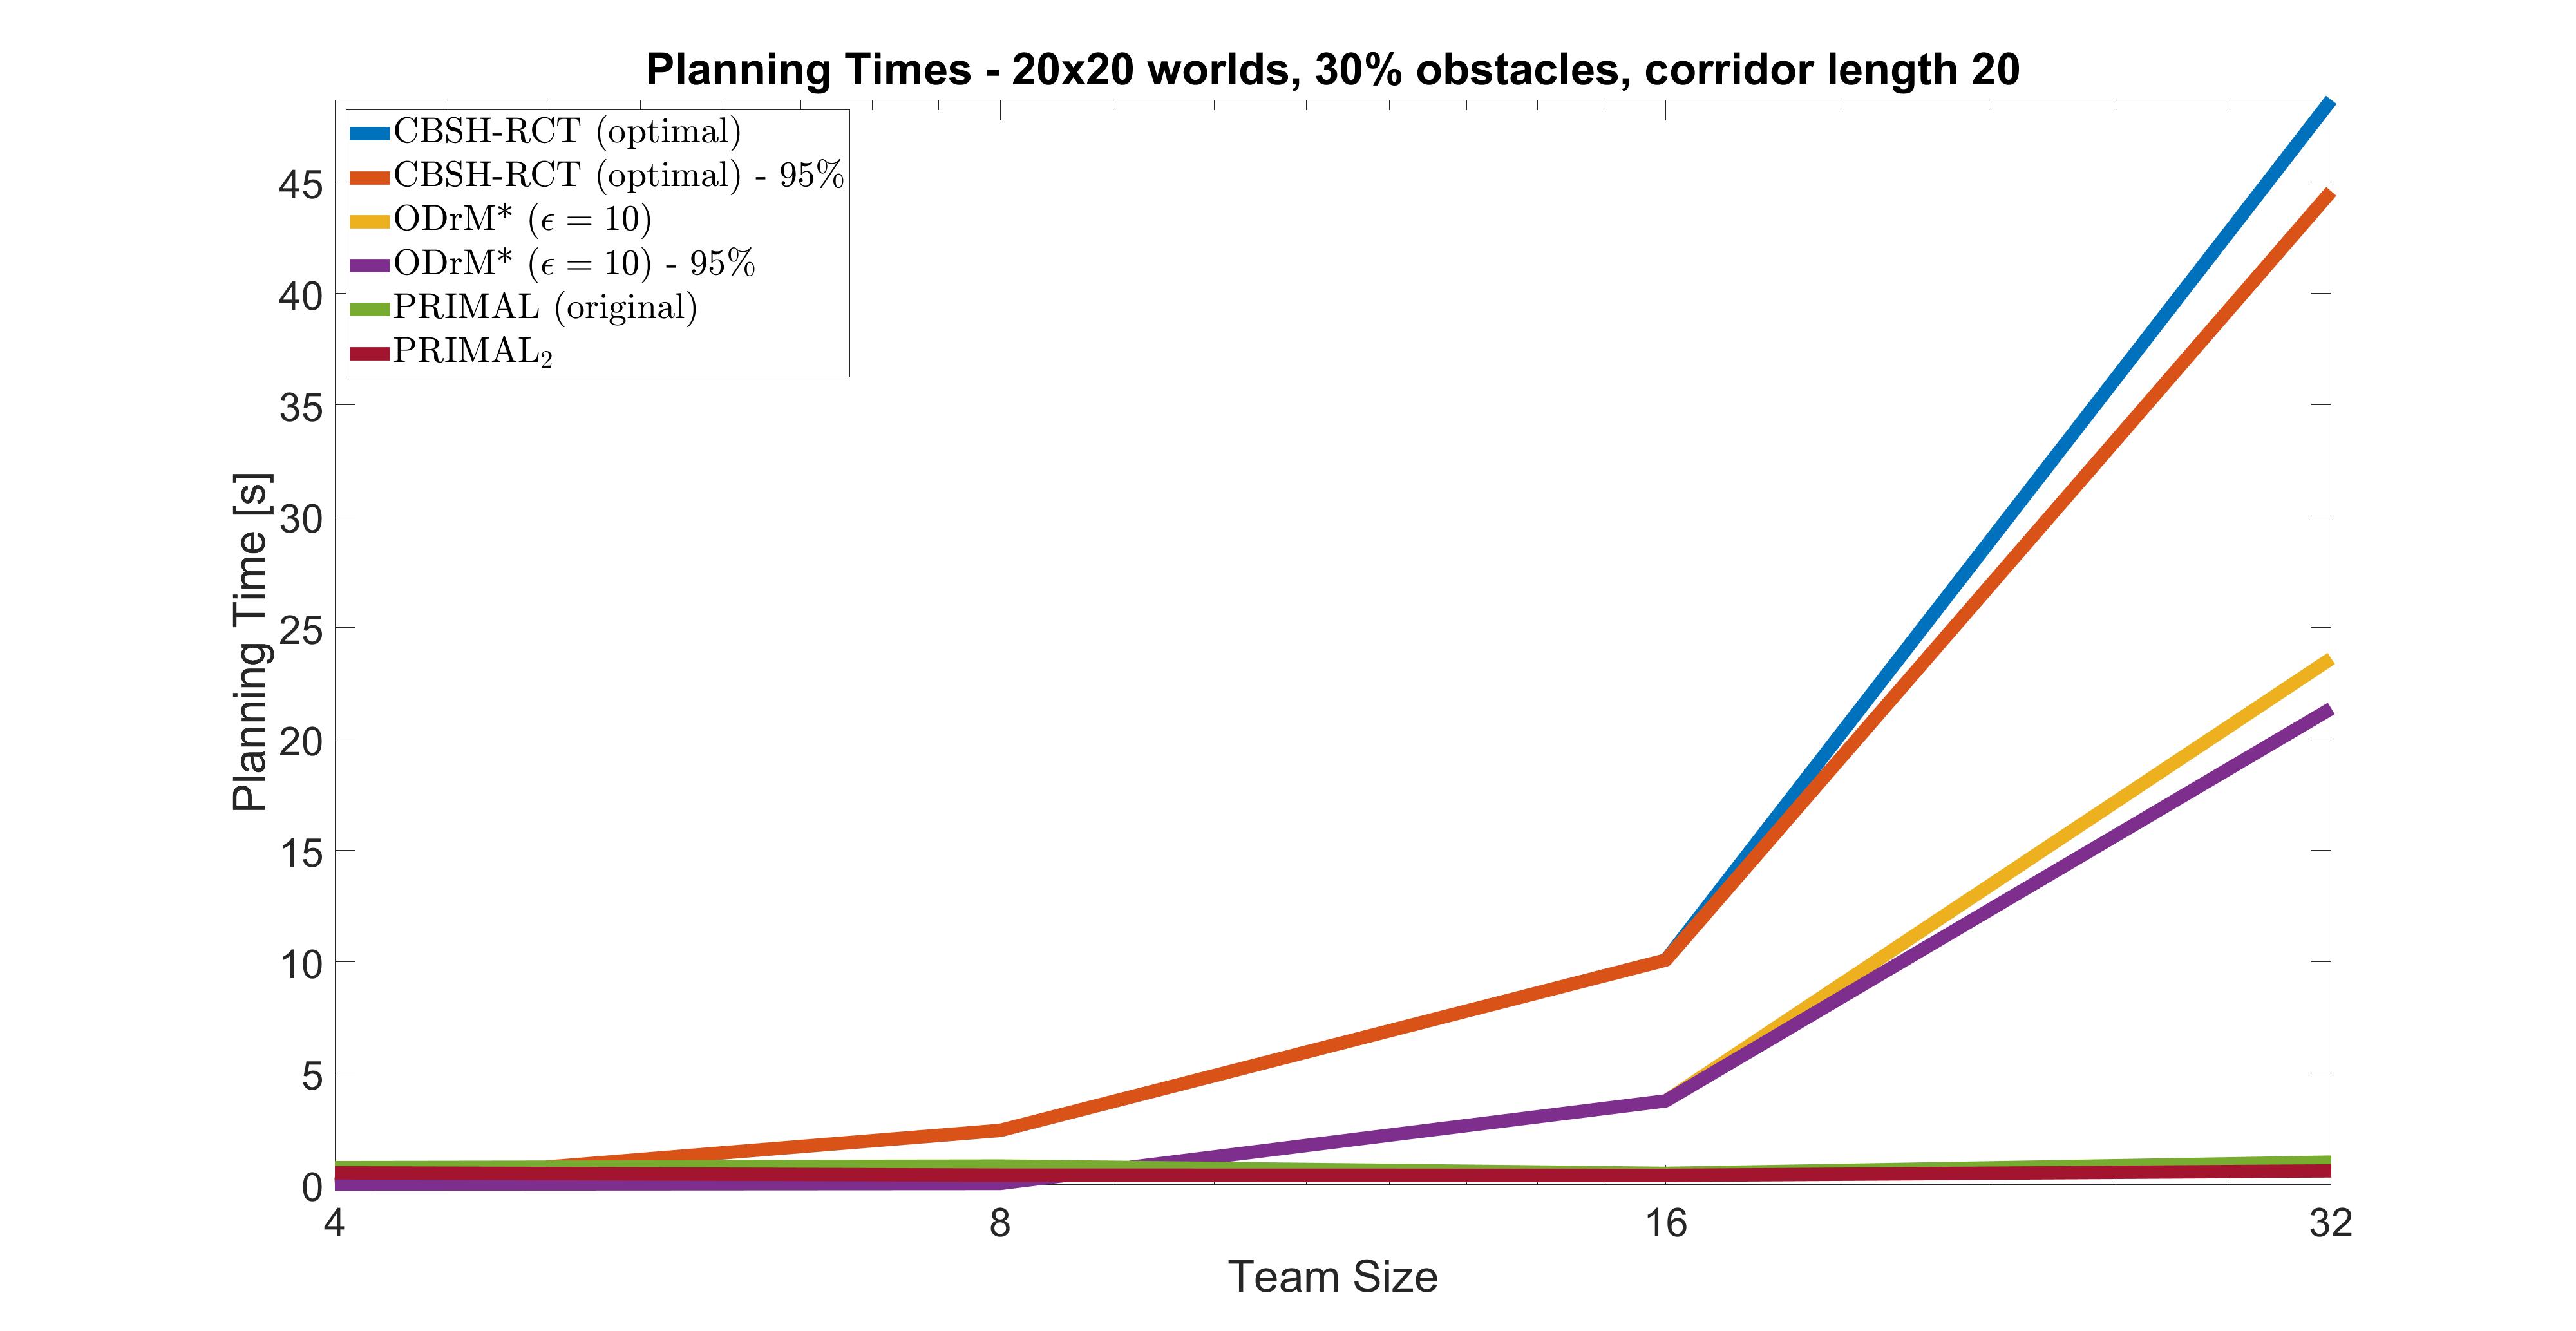 Planning Times - 20x20 worlds, 30% obstacles, corridor length 20
CBSH-RCT (optimal)
CBSH-RCT (optimal) - 95%
ODrM* (ϵ = 10)
ODrM* (ϵ = 10) - 95%
PRIMAL (original)
PRIMAL₂
Planning Time [s]
45
40
35
30
25
20
15
10
5
0
4 8 16 32
Team Size